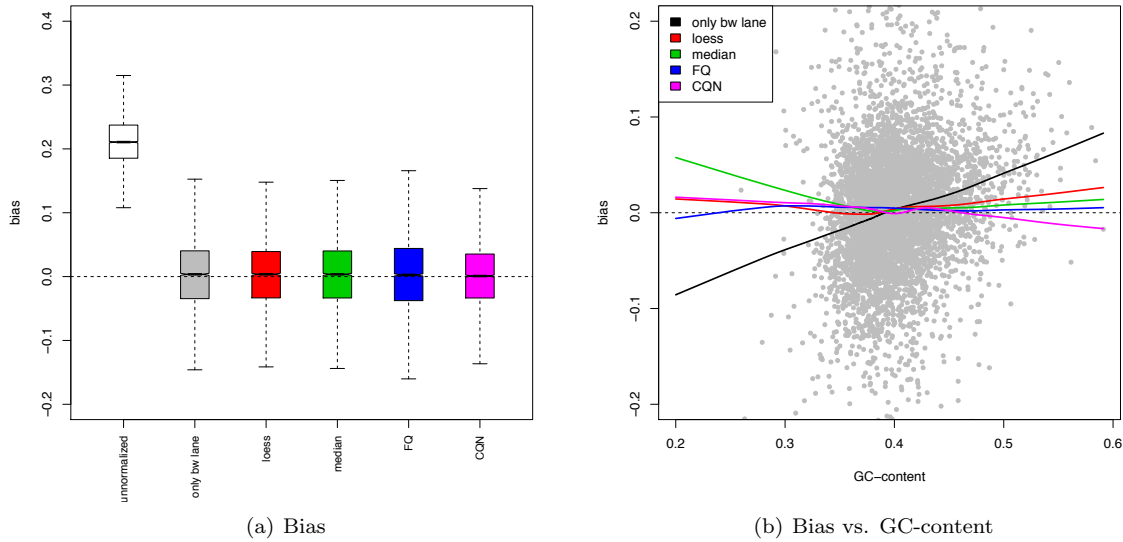 0.4
0.3
0.2
0.1
0.0
−0.1
−0.2
bias
unnormalized
only bw lane
loess
median
FQ
CQN
(a) Bias
only bw lane
loess
median
FQ
CQN
0.2
0.1
0.0
−0.1
−0.2
bias
0.2 0.3 0.4 0.5 0.6
GC−content
(b) Bias vs. GC-content